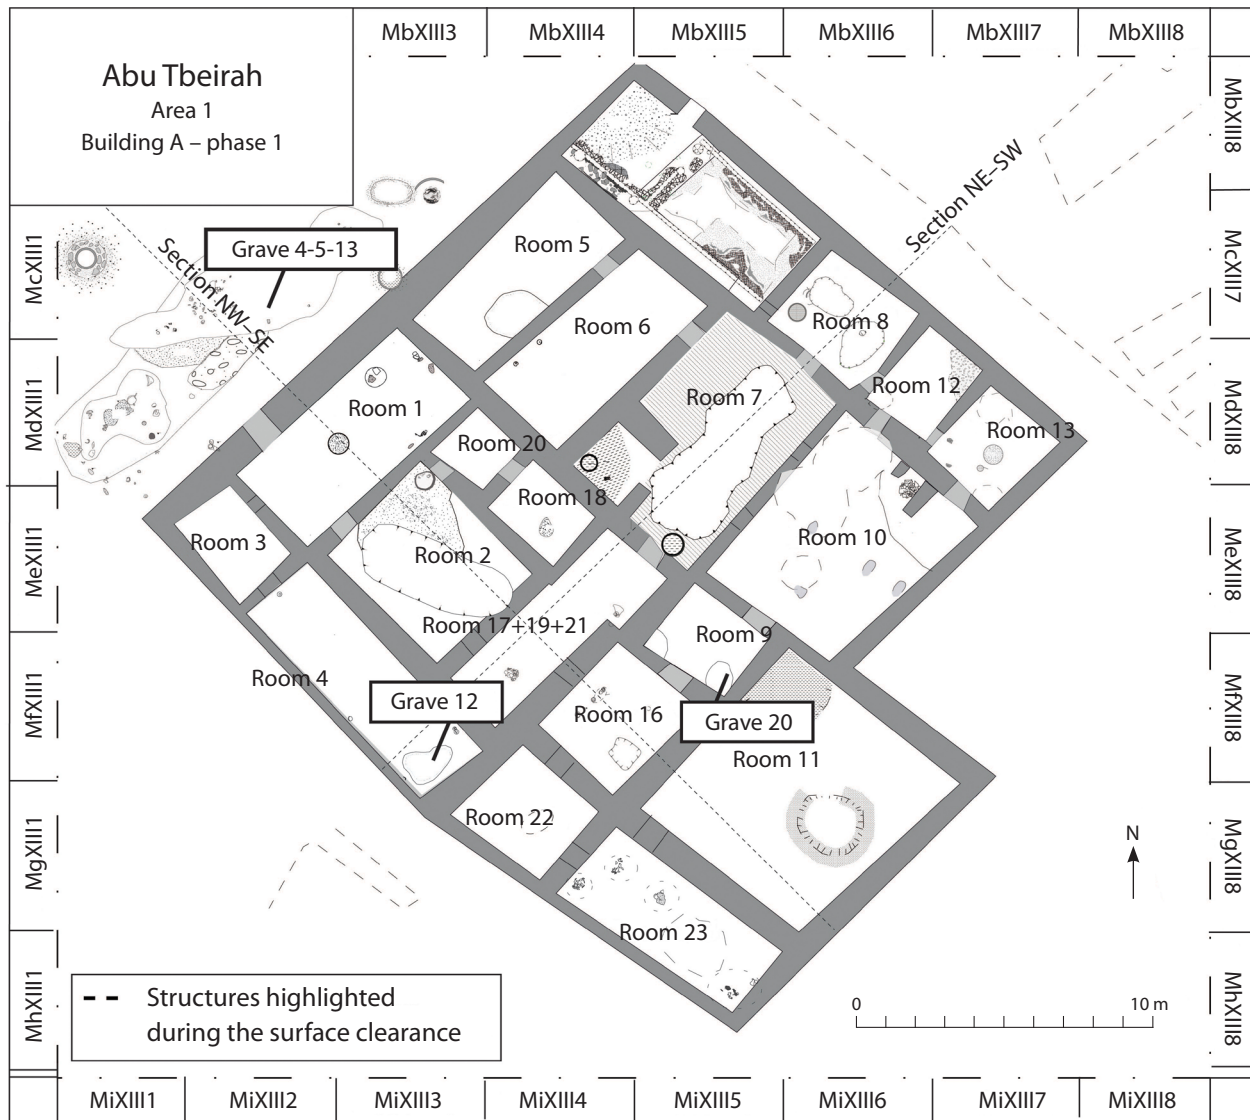 MbXIII3
MbXIII4
MbXIII5
MbXIII6
MbXIII7
MbXIII8
Abu Tbeirah
Area 1
Building A – phase 1
MbXIII8
McXIII7
MdXIII8
MeXIII8
MfXIII8
MgXIII8
MhXIII8
McXIII1
MdXIII1
MeXIII1
MfXIII1
MgXIII1
MhXIII1
Section NE–SW
Section NW–SE
Grave 4-5-13
Room 5
Room 6
Room 8
Room 7
Room 12
Room 1
Room 13
Room 20
Room 18
Room 3
Room 2
Room 10
Room 17+19+21
Room 9
Room 4
Grave 12
Room 16
Grave 20
Room 11
Room 22
Room 23
N
0
10 m
Structures highlighted
during the surface clearance
MiXIII1
MiXIII2
MiXIII3
MiXIII4
MiXIII5
MiXIII6
MiXIII7
MiXIII8